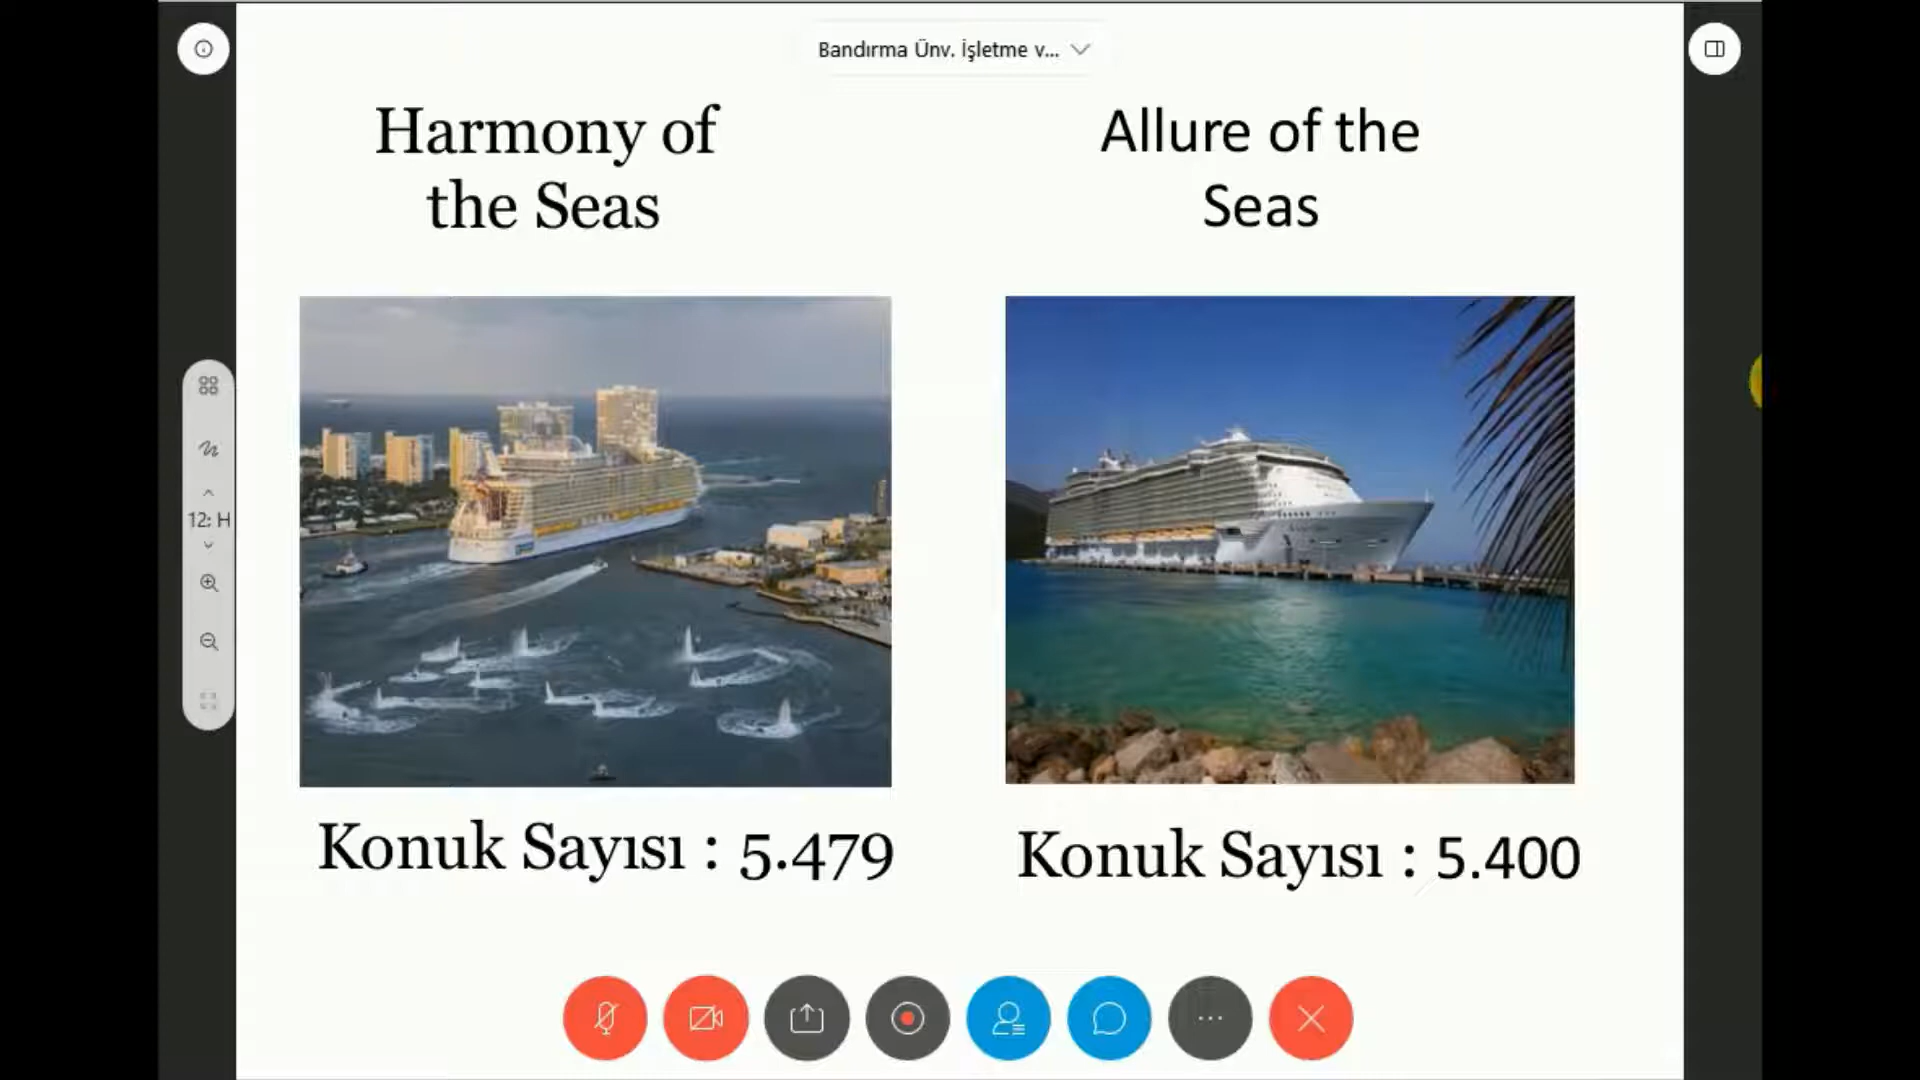 Bandırma Ünv. İşletme v...
Harmony of
the Seas
Allure of the
Seas
12: H
Konuk Sayısı : 5.479
Konuk Sayısı : 5.400